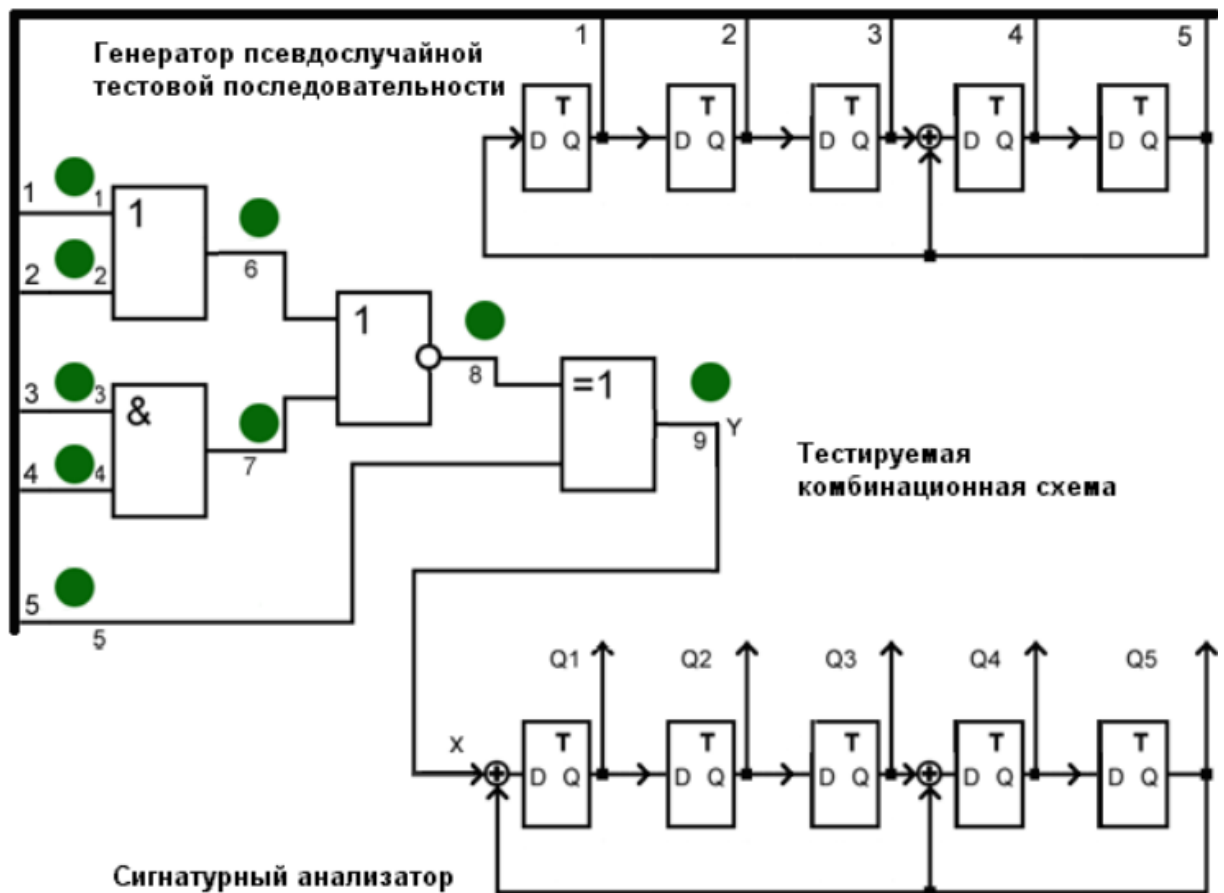 1 2 3 4 5
Генератор псевдослучайной
тестовой последовательности
T T T T T
D Q D Q D Q D Q D Q
1 1 1
2 2
6
1
8
=1
3 3 &
4 4
7
9 Y
Тестируемая
комбинационная схема
5
5
Q1 Q2 Q3 Q4 Q5
X
T T T T T
D Q D Q D Q D Q D Q
Сигнатурный анализатор